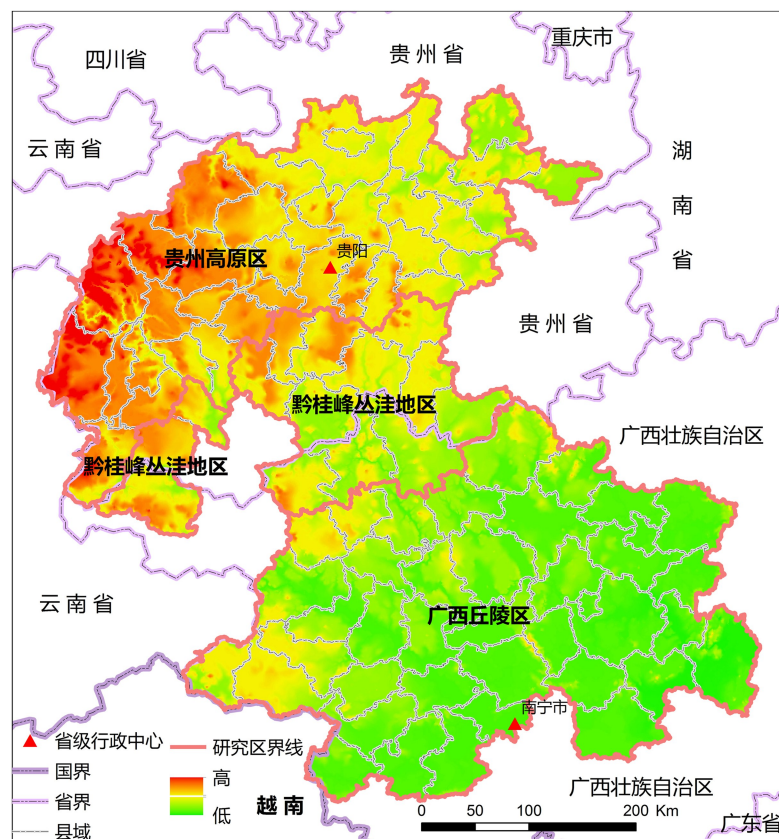 重庆市
四川省
贵州省
云南省
湖
南
省
贵阳
贵州高原区
贵州省
黔桂峰丛洼地区
广西壮族自治区
黔桂峰丛洼地区
云南省
广西丘陵区
南宁市
省级行政中心
研究区界线
国界
高
广西壮族自治区
省界
低
越南
0 50 100 200 Km
广东省
县域